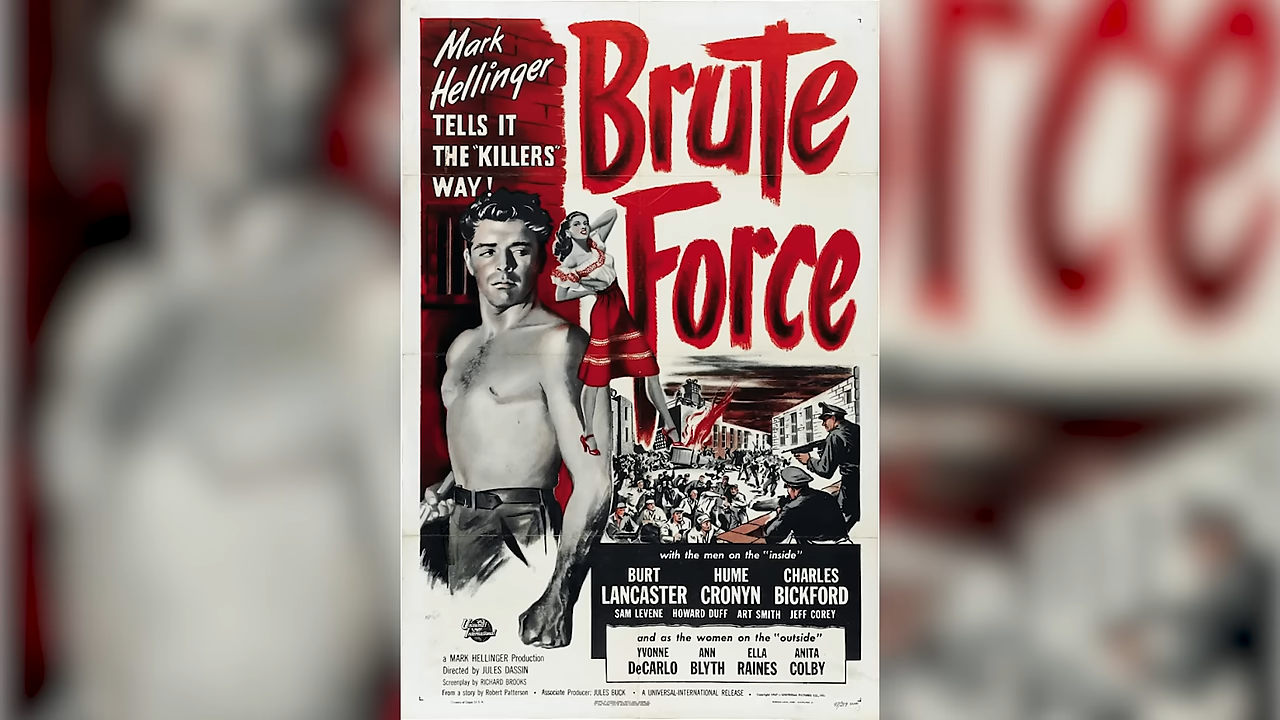 Mark
Hellinger
TELLS IT
THE "KILLERS"
WAY!
Brute
Force
with the men on the "inside"
BURT LANCASTER HUME CRONYN CHARLES BICKFORD
SAM LEVENE HOWARD DUFF ART SMITH JEFF COREY
and as the women on the "outside"
YVONNE DeCARLO ANN BLYTH ELLA RAINES ANITA COLBY
Universal
International
a MARK HELLINGER Production
Directed by JULES DASSIN
Screenplay by RICHARD BROOKS
From a story by Robert Patterson • Associate Producer: JULES BUCK • A UNIVERSAL-INTERNATIONAL RELEASE •